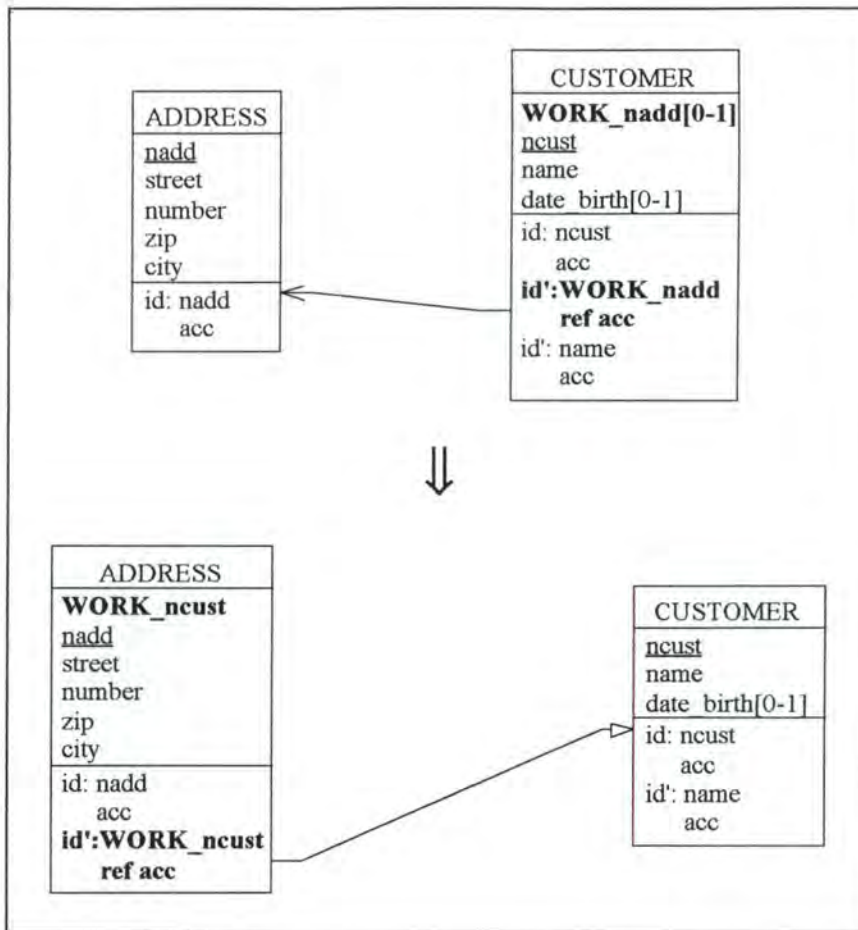 ADDRESS
nadd
street
number
zip
city
id: nadd
acc
CUSTOMER
WORK_nadd[0-1]
ncust
name
date_birth[0-1]
id: ncust
acc
id':WORK_nadd
ref acc
id': name
acc
ADDRESS
WORK_ncust
nadd
street
number
zip
city
id: nadd
acc
id':WORK_ncust
ref acc
CUSTOMER
ncust
name
date_birth[0-1]
id: ncust
acc
id': name
acc